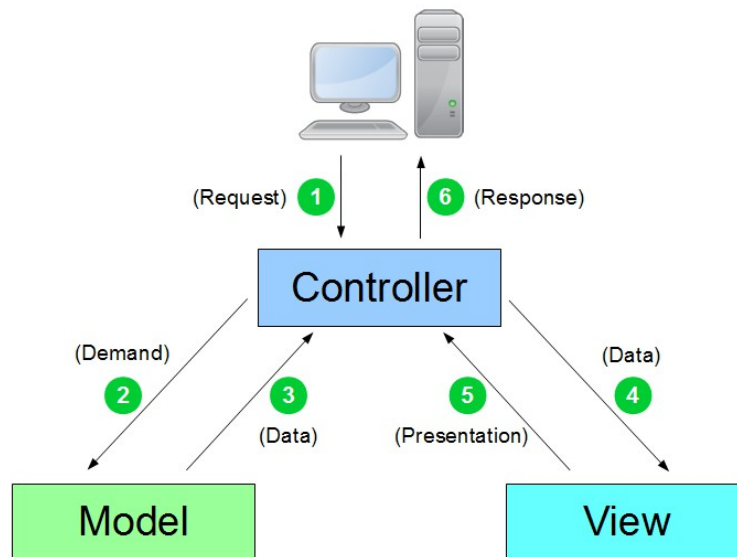 (Request) 1 6 (Response)
Controller
(Demand) (Data)
2 3 5 4
(Data) (Presentation)
Model View